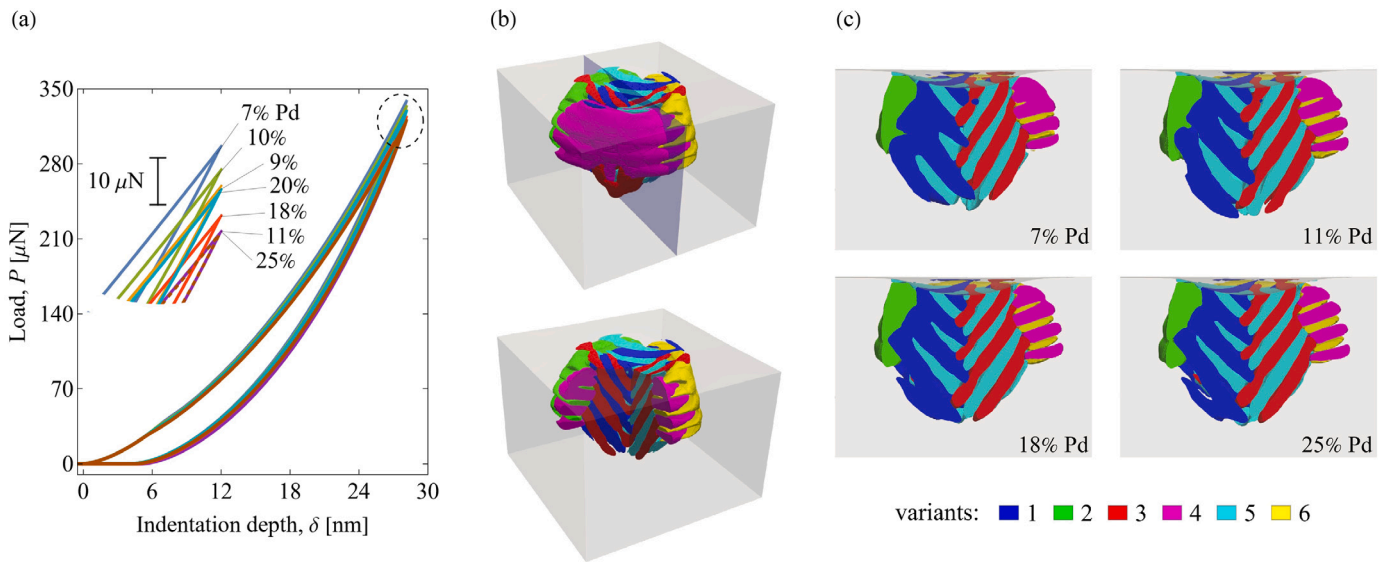 (a)
(b)
(c)
350
280
210
140
70
0
Load, P [μN]
0 6 12 18 24 30
Indentation depth, δ [nm]
10 μN
7% Pd
10%
9%
20%
18%
11%
25%
7% Pd
11% Pd
18% Pd
25% Pd
variants: 1 2 3 4 5 6